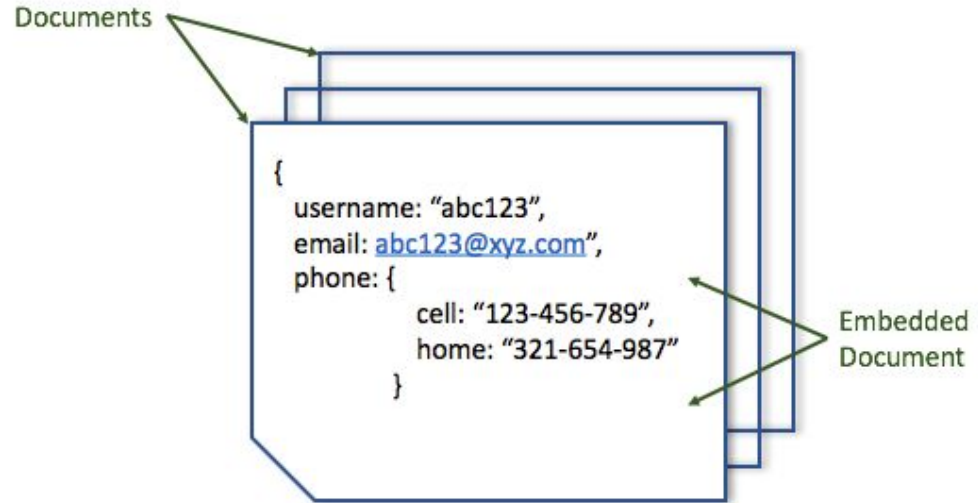 Documents
{
username: “abc123”,
email: abc123@xyz.com”,
phone: {
cell: “123-456-789”,
home: “321-654-987”
}
Embedded
Document